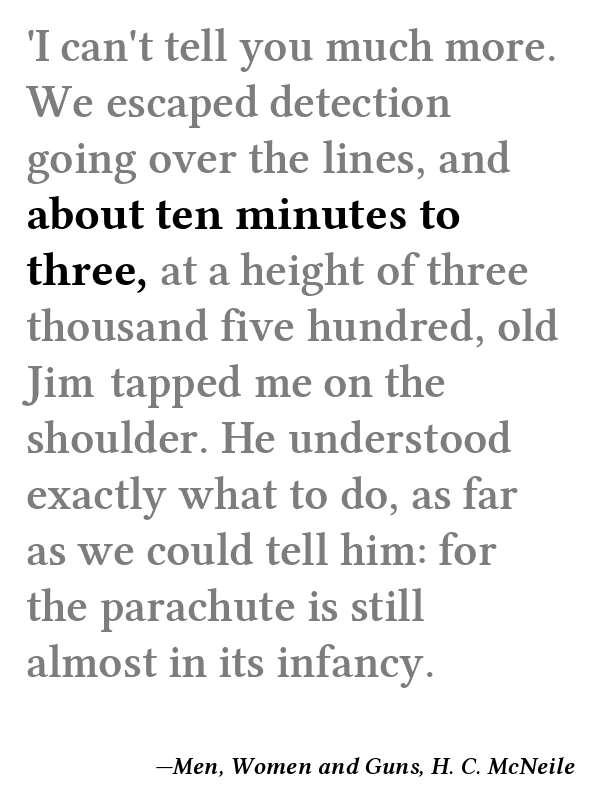 'I can't tell you much more.
We escaped detection
going over the lines, and
about ten minutes to
three, at a height of three
thousand five hundred, old
Jim tapped me on the
shoulder. He understood
exactly what to do, as far
as we could tell him: for
the parachute is still
almost in its infancy.
—Men, Women and Guns, H. C. McNeile